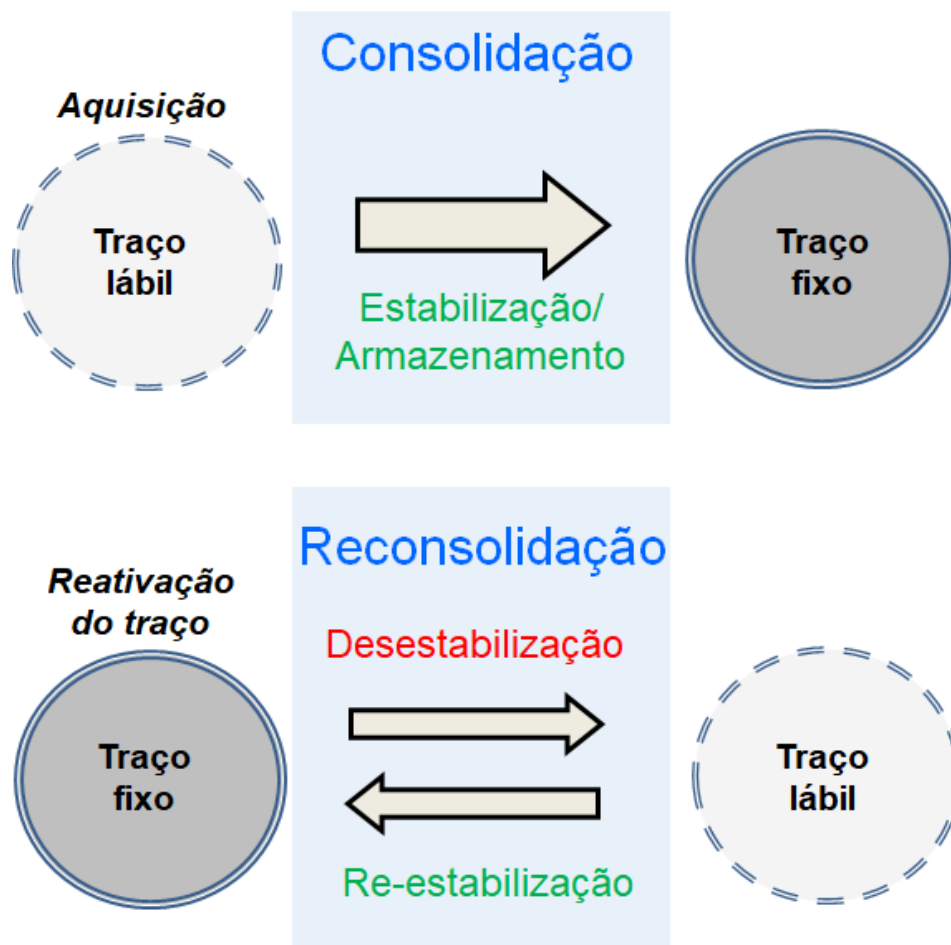 Consolidação
Aquisição
Traço
lábil
Estabilização/
Armazenamento
Traço
fixo
Reconsolidação
Reativação
do traço
Desestabilização
Traço
fixo
Traço
lábil
Re-estabilização